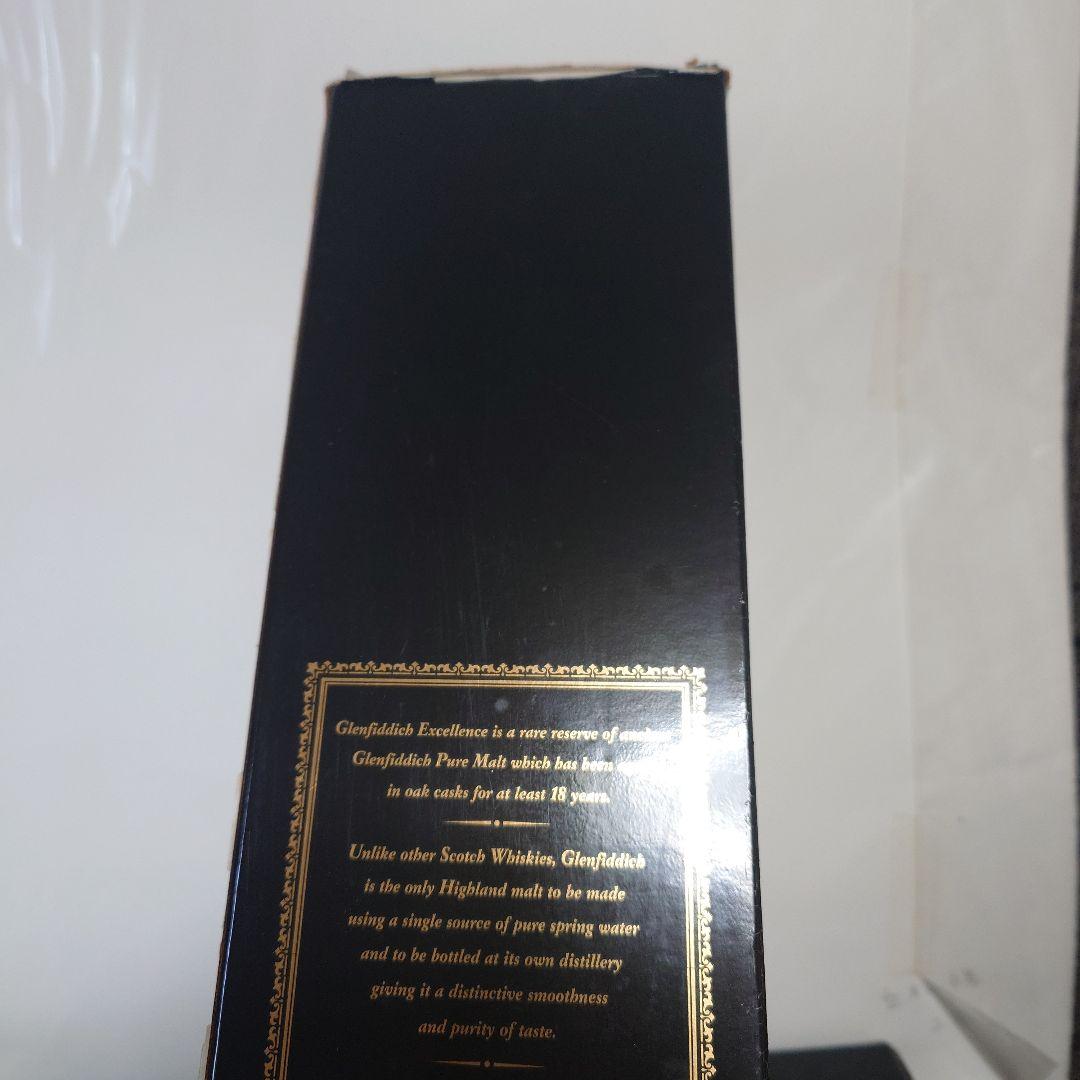 Glenfiddich Excellence is a rare reserve of
Glenfiddich Pure Malt which has been
in oak casks for at least 18 years.
Unlike other Scotch Whiskies, Glenfiddich
is the only Highland malt to be made
using a single source of pure spring water
and to be bottled at its own distillery
giving it a distinctive smoothness
and purity of taste.